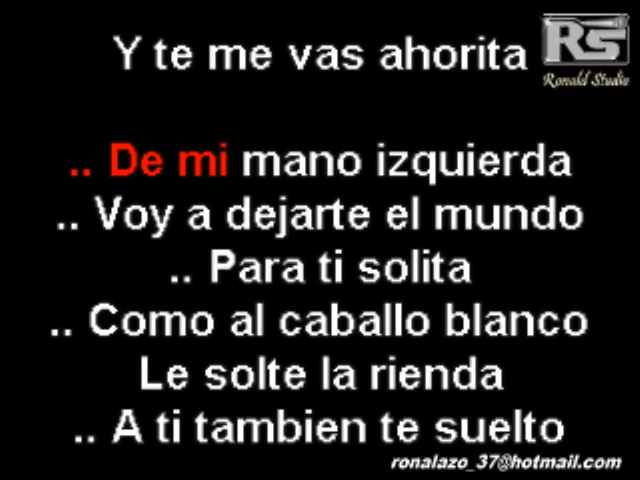 Y te me vas ahorita
RS
Ronald Studio
.. De mi mano izquierda
.. Voy a dejarte el mundo
.. Para ti solita
.. Como al caballo blanco
Le solte la rienda
.. A ti tambien te suelto
ronalazo_37@hotmail.com